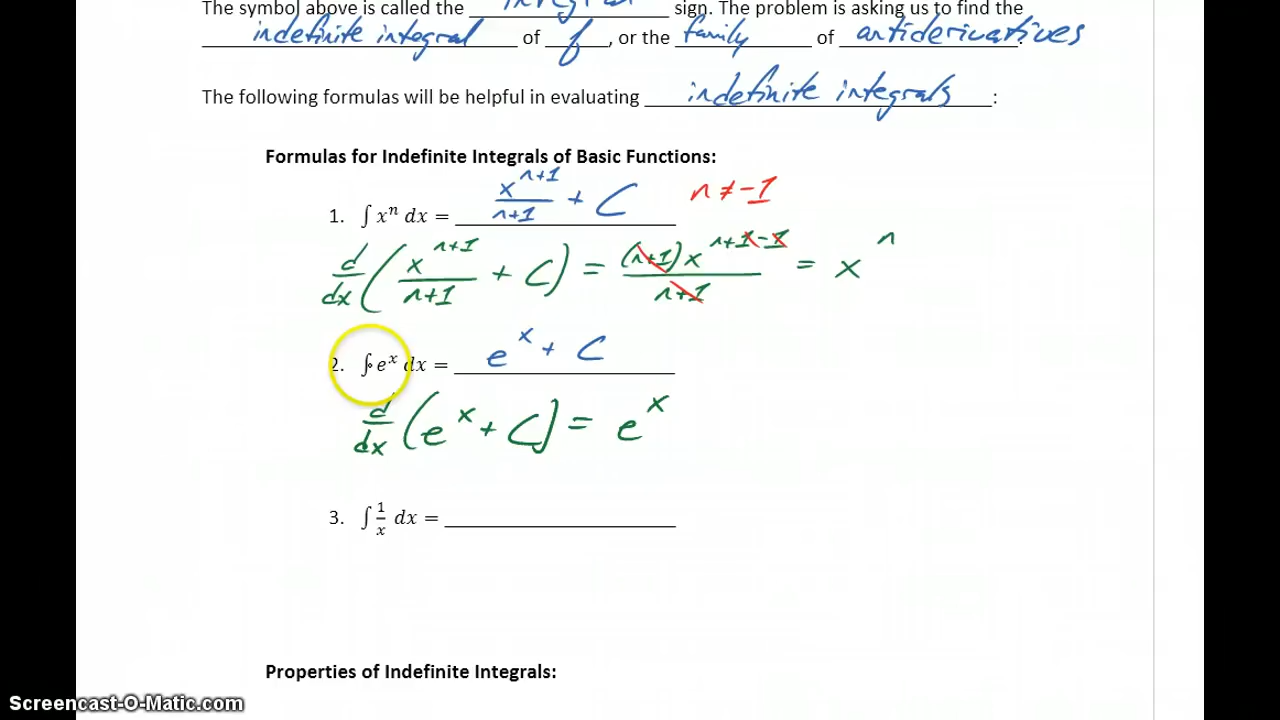 The symbol above is called the integral sign. The problem is asking us to find the
indefinite integral of f, or the family of antiderivatives.
The following formulas will be helpful in evaluating indefinite integrals:
Formulas for Indefinite Integrals of Basic Functions:
1. ∫ xⁿ dx = x^(n+1)/(n+1) + C n ≠ -1
d/dx (x^(n+1)/(n+1) + C) = (n+1)x^(n+1-1)/(n+1) = xⁿ
2. ∫ eˣ dx = eˣ + C
d/dx (eˣ + C) = eˣ
3. ∫ 1/x dx = 
Properties of Indefinite Integrals:
Screencast-O-Matic.com